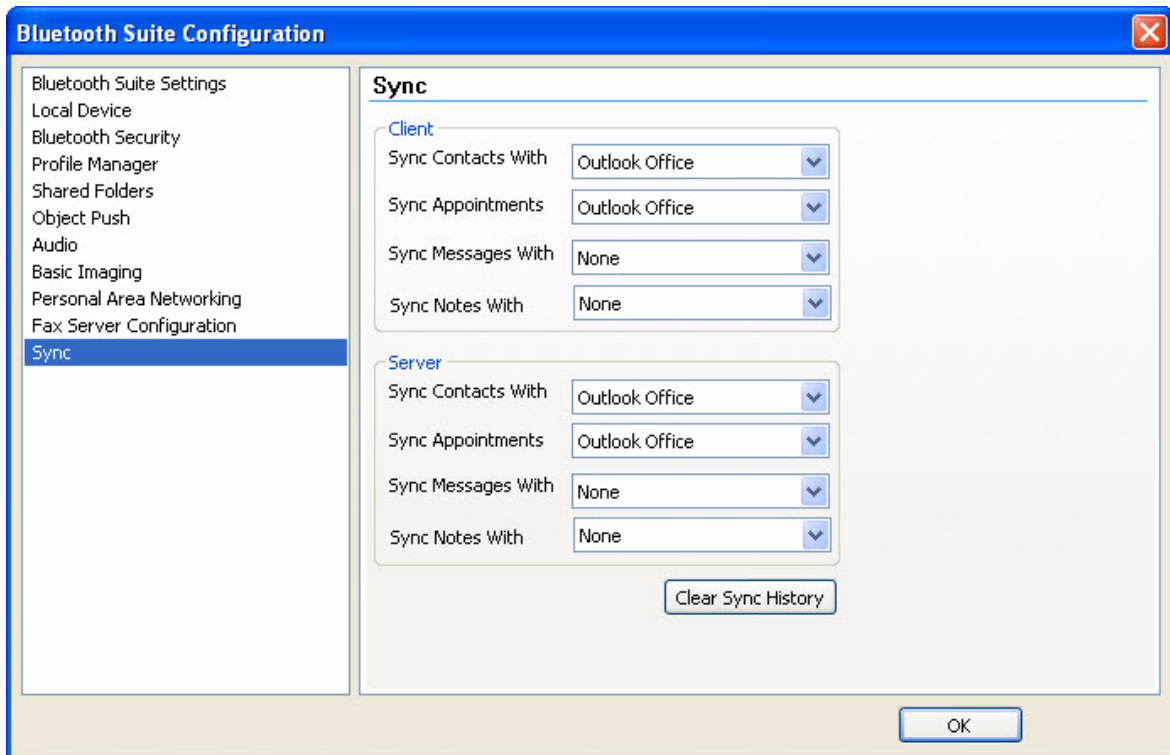 Bluetooth Suite Configuration
Bluetooth Suite Settings
Local Device
Bluetooth Security
Profile Manager
Shared Folders
Object Push
Audio
Basic Imaging
Personal Area Networking
Fax Server Configuration
Sync
Sync
Client
Sync Contacts With Outlook Office
Sync Appointments Outlook Office
Sync Messages With None
Sync Notes With None
Server
Sync Contacts With Outlook Office
Sync Appointments Outlook Office
Sync Messages With None
Sync Notes With None
Clear Sync History
OK